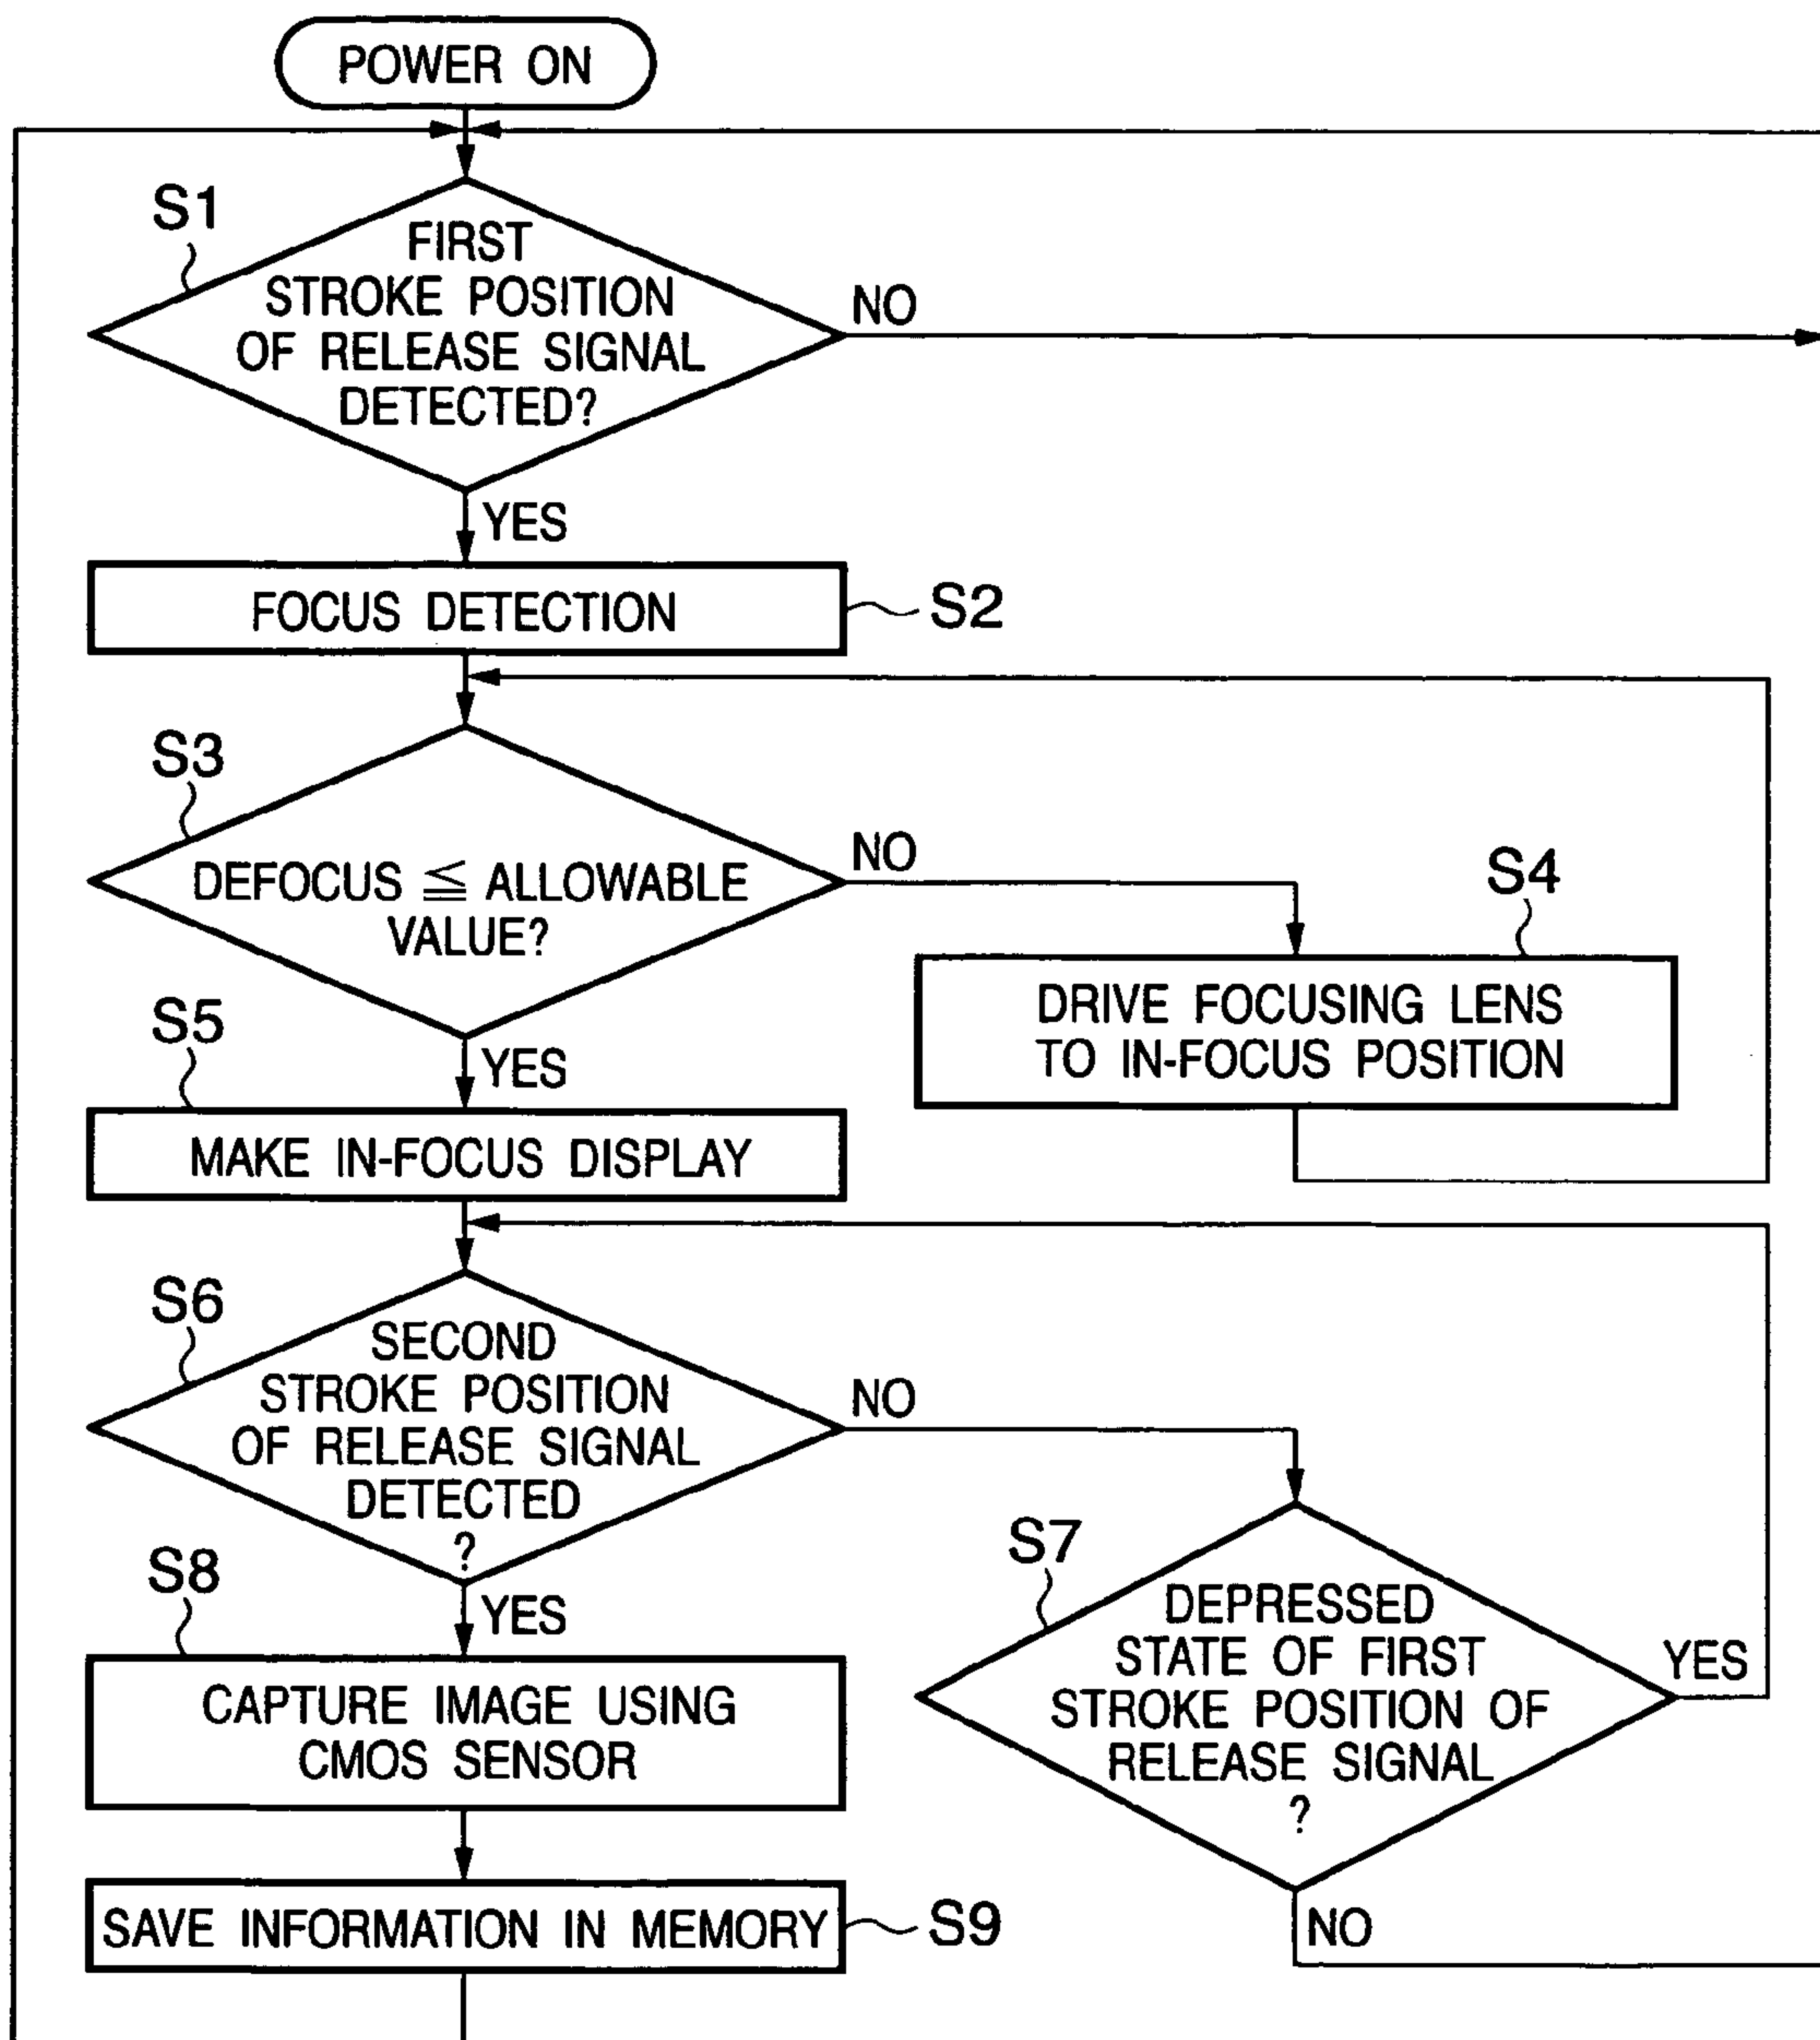 POWER ON
S1
FIRST
STROKE POSITION
OF RELEASE SIGNAL
DETECTED?
NO
YES
FOCUS DETECTION
S2
S3
DEFOCUS ≦ ALLOWABLE
VALUE?
NO
S4
DRIVE FOCUSING LENS
TO IN-FOCUS POSITION
YES
S5
MAKE IN-FOCUS DISPLAY
S6
SECOND
STROKE POSITION
OF RELEASE SIGNAL
DETECTED
?
NO
S7
DEPRESSED
STATE OF FIRST
STROKE POSITION OF
RELEASE SIGNAL
?
YES
NO
YES
S8
CAPTURE IMAGE USING
CMOS SENSOR
SAVE INFORMATION IN MEMORY
S9